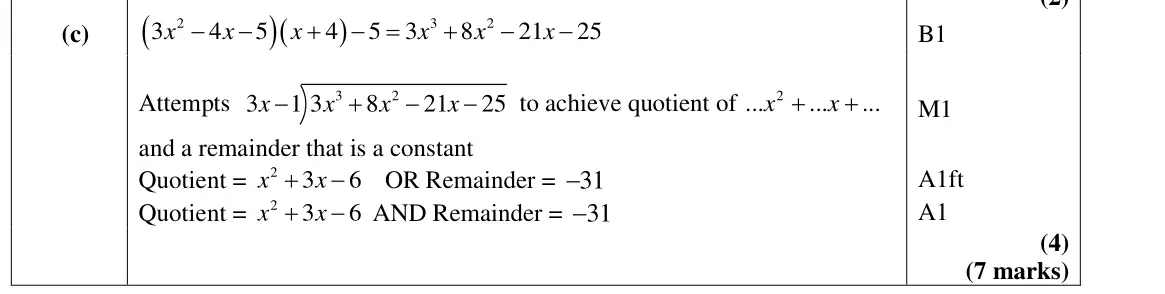 (2)
(c) (3x² − 4x − 5)(x + 4) − 5 = 3x³ + 8x² − 21x − 25 B1
Attempts 3x − 1)3x³ + 8x² − 21x − 25 to achieve quotient of ...x² + ...x + ... M1
and a remainder that is a constant
Quotient = x² + 3x − 6 OR Remainder = −31 A1ft
Quotient = x² + 3x − 6 AND Remainder = −31 A1
(4)
(7 marks)